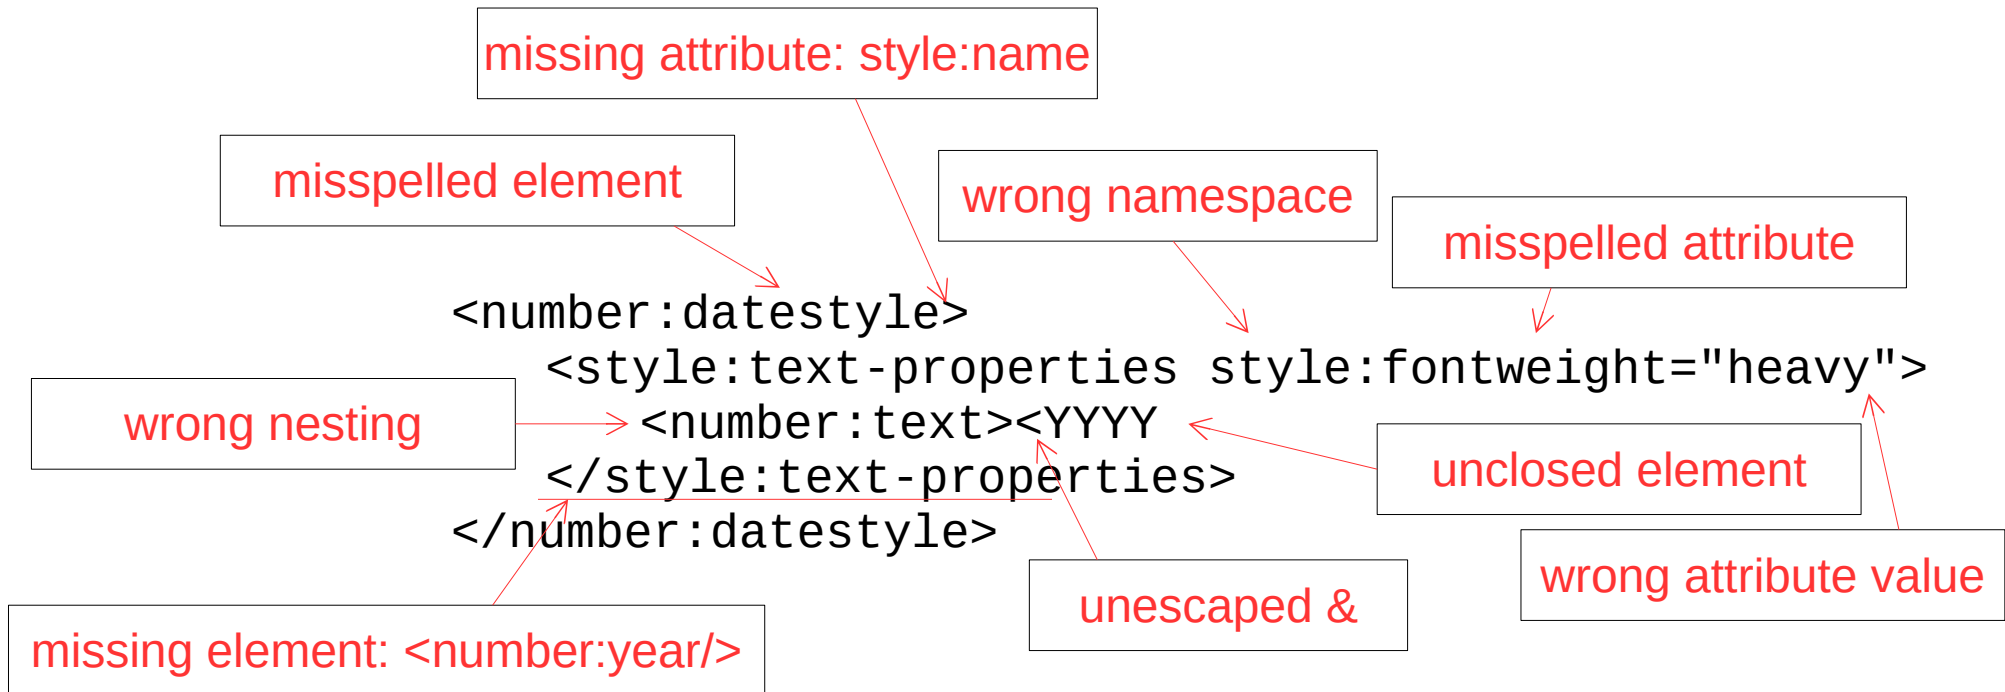 missing attribute: style:name
misspelled element
wrong namespace
misspelled attribute
<number:datestyle>
<style:text-properties style:fontweight="heavy">
wrong nesting
<number:text><YYYY
unclosed element
</style:text-properties>
</number:datestyle>
wrong attribute value
unescaped &
missing element: <number:year/>